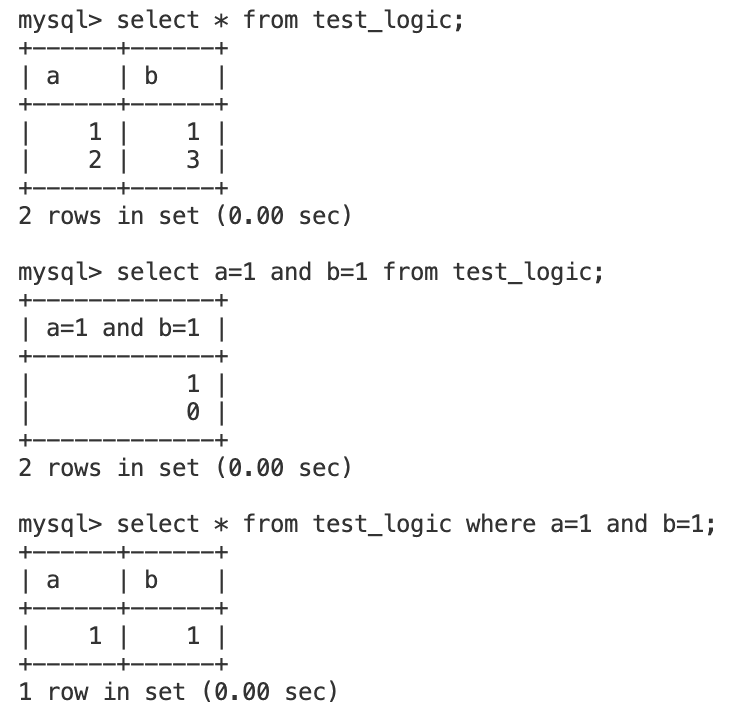 mysql> select * from test_logic;
+------+------+
| a    | b    |
+------+------+
|    1 |    1 |
|    2 |    3 |
+------+------+
2 rows in set (0.00 sec)

mysql> select a=1 and b=1 from test_logic;
+-------------+
| a=1 and b=1 |
+-------------+
|           1 |
|           0 |
+-------------+
2 rows in set (0.00 sec)

mysql> select * from test_logic where a=1 and b=1;
+------+------+
| a    | b    |
+------+------+
|    1 |    1 |
+------+------+
1 row in set (0.00 sec)